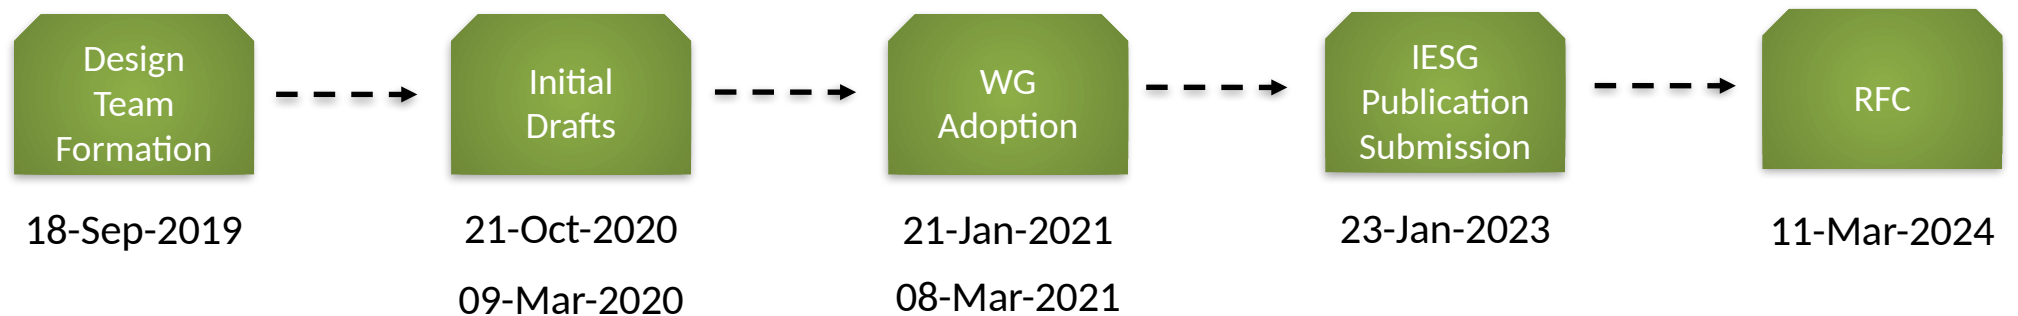 Design
Team
Formation
Initial
Drafts
WG
Adoption
IESG
Publication
Submission
RFC
18-Sep-2019
21-Oct-2020
21-Jan-2021
23-Jan-2023
11-Mar-2024
09-Mar-2020
08-Mar-2021